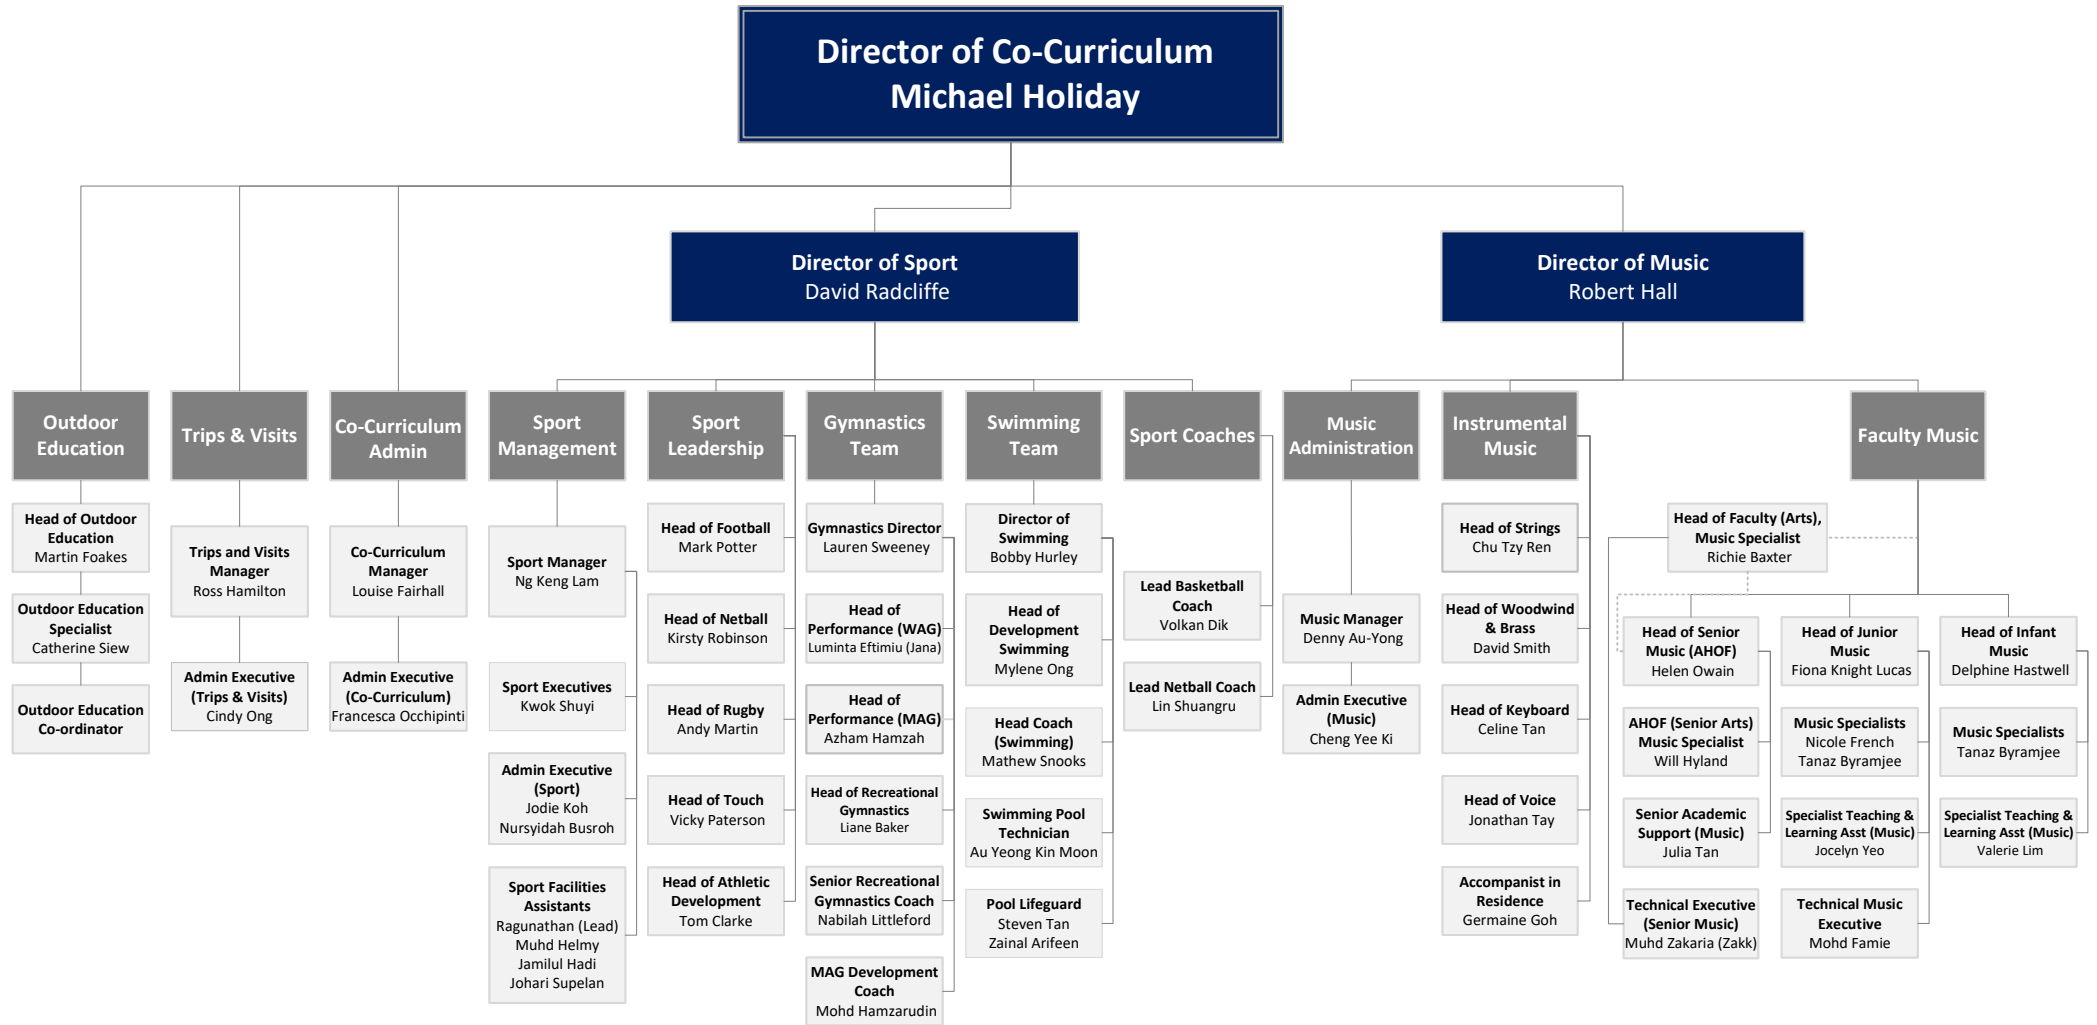 Director of Co-Curriculum
Michael Holiday
Director of Sport
David Radcliffe
Director of Music
Robert Hall
Outdoor
Education
Trips & Visits
Co-Curriculum
Admin
Sport
Management
Sport
Leadership
Gymnastics
Team
Swimming
Team
Sport Coaches
Music
Administration
Instrumental
Music
Faculty Music
Head of Outdoor
Education
Martin Foakes
Outdoor Education
Specialist
Catherine Siew
Outdoor Education
Co-ordinator
Trips and Visits
Manager
Ross Hamilton
Admin Executive
(Trips & Visits)
Cindy Ong
Co-Curriculum
Manager
Louise Fairhall
Admin Executive
(Co-Curriculum)
Francesca Occhipinti
Sport Manager
Ng Keng Lam
Sport Executives
Kwok Shuyi
Admin Executive
(Sport)
Jodie Koh
Nursyidah Busroh
Sport Facilities
Assistants
Ragunathan (Lead)
Muhd Helmy
Jamilul Hadi
Johari Supelan
Head of Football
Mark Potter
Head of Netball
Kirsty Robinson
Head of Rugby
Andy Martin
Head of Touch
Vicky Paterson
Head of Athletic
Development
Tom Clarke
Gymnastics Director
Lauren Sweeney
Head of
Performance (WAG)
Luminta Eftimiu (Jana)
Head of
Performance (MAG)
Azham Hamzah
Head of Recreational
Gymnastics
Liane Baker
Senior Recreational
Gymnastics Coach
Nabilah Littleford
MAG Development
Coach
Mohd Hamzarudin
Director of
Swimming
Bobby Hurley
Head of
Development
Swimming
Mylene Ong
Head Coach
(Swimming)
Mathew Snooks
Swimming Pool
Technician
Au Yeong Kin Moon
Pool Lifeguard
Steven Tan
Zainal Arifeen
Lead Basketball
Coach
Volkan Dik
Lead Netball Coach
Lin Shuangru
Music Manager
Denny Au-Yong
Admin Executive
(Music)
Cheng Yee Ki
Head of Strings
Chu Tzy Ren
Head of Woodwind
& Brass
David Smith
Head of Keyboard
Celine Tan
Head of Voice
Jonathan Tay
Accompanist in
Residence
Germaine Goh
Head of Faculty (Arts),
Music Specialist
Richie Baxter
Head of Senior
Music (AHOF)
Helen Owain
AHOF (Senior Arts)
Music Specialist
Will Hyland
Senior Academic
Support (Music)
Julia Tan
Technical Executive
(Senior Music)
Muhd Zakaria (Zakk)
Head of Junior
Music
Fiona Knight Lucas
Music Specialists
Nicole French
Tanaz Byramjee
Specialist Teaching &
Learning Asst (Music)
Jocelyn Yeo
Technical Music
Executive
Mohd Famie
Head of Infant
Music
Delphine Hastwell
Music Specialists
Tanaz Byramjee
Specialist Teaching &
Learning Asst (Music)
Valerie Lim